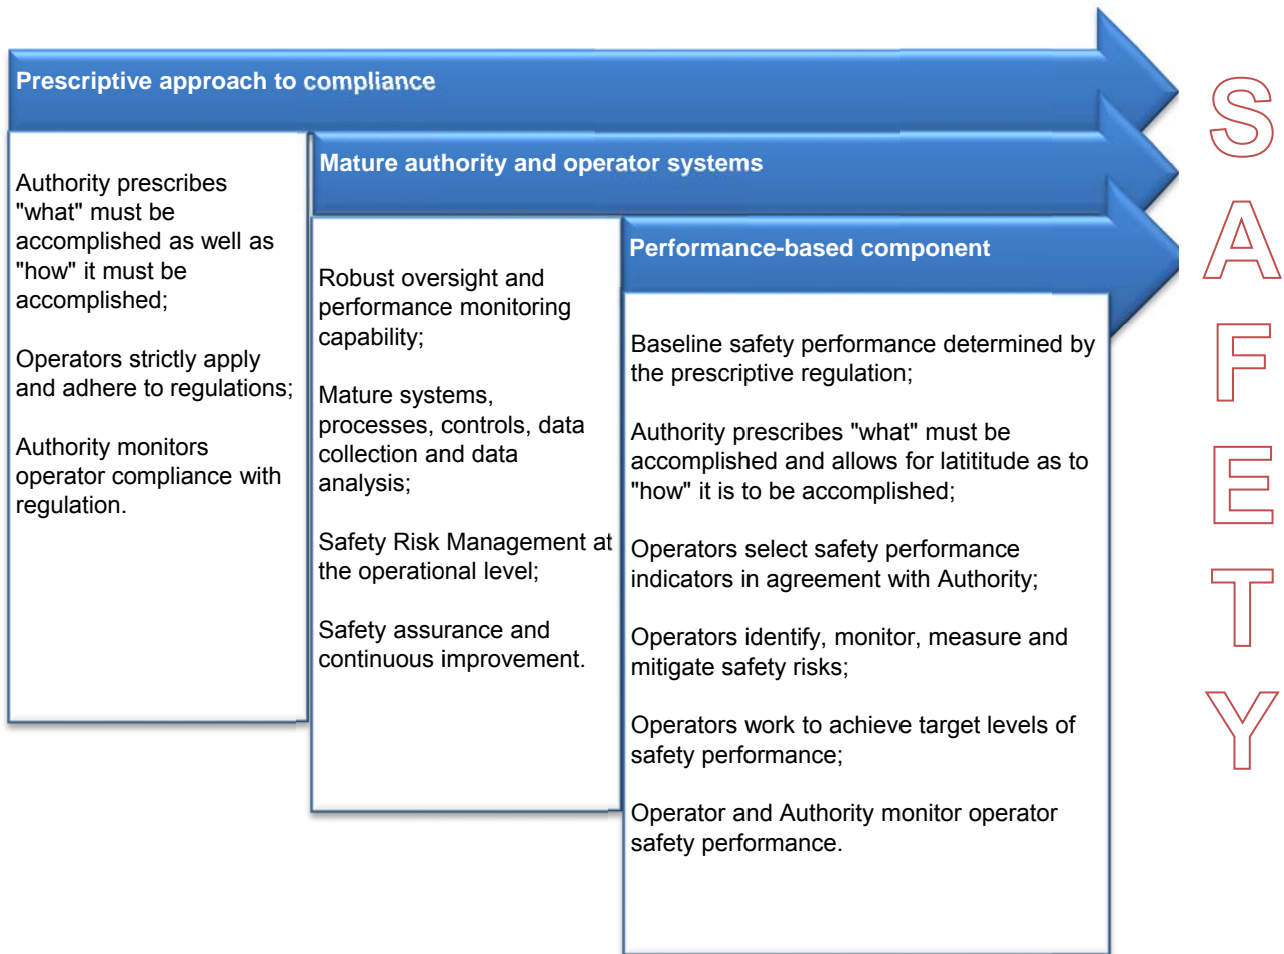 Prescriptive approach to compliance
Authority prescribes
"what" must be
accomplished as well as
"how" it must be
accomplished;
Operators strictly apply
and adhere to regulations;
Authority monitors
operator compliance with
regulation.
Mature authority and operator systems
Robust oversight and
performance monitoring
capability;
Mature systems,
processes, controls, data
collection and data
analysis;
Safety Risk Management at
the operational level;
Safety assurance and
continuous improvement.
Performance-based component
Baseline safety performance determined by
the prescriptive regulation;
Authority prescribes "what" must be
accomplished and allows for latititude as to
"how" it is to be accomplished;
Operators select safety performance
indicators in agreement with Authority;
Operators identify, monitor, measure and
mitigate safety risks;
Operators work to achieve target levels of
safety performance;
Operator and Authority monitor operator
safety performance.
SAFETY